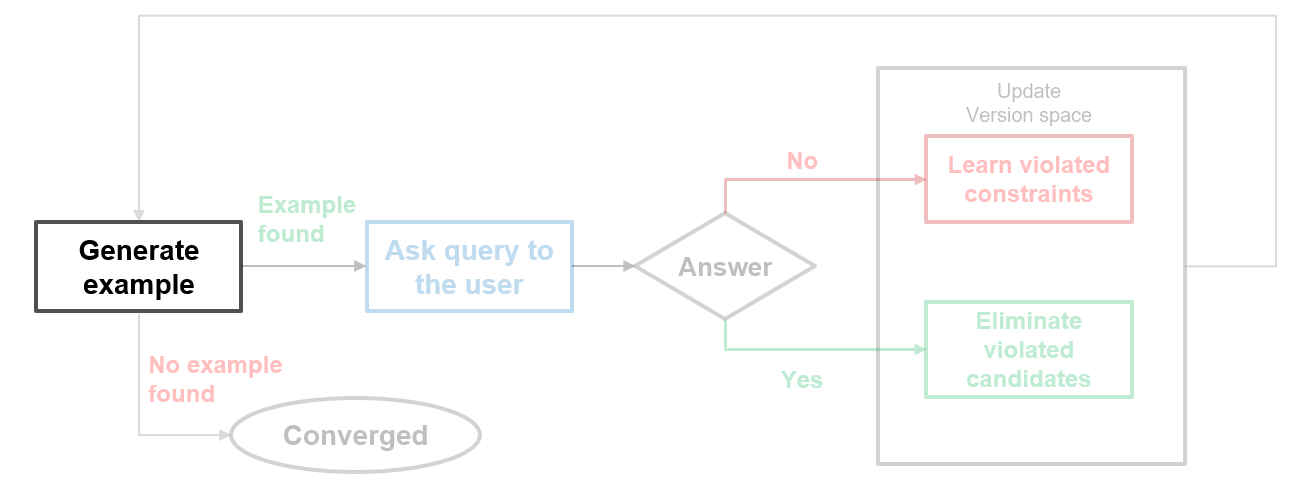 Update
Version space
No
Learn violated
constraints
Example
found
Generate
example
Ask query to
the user
Answer
Eliminate
violated
candidates
No example
found
Yes
Converged